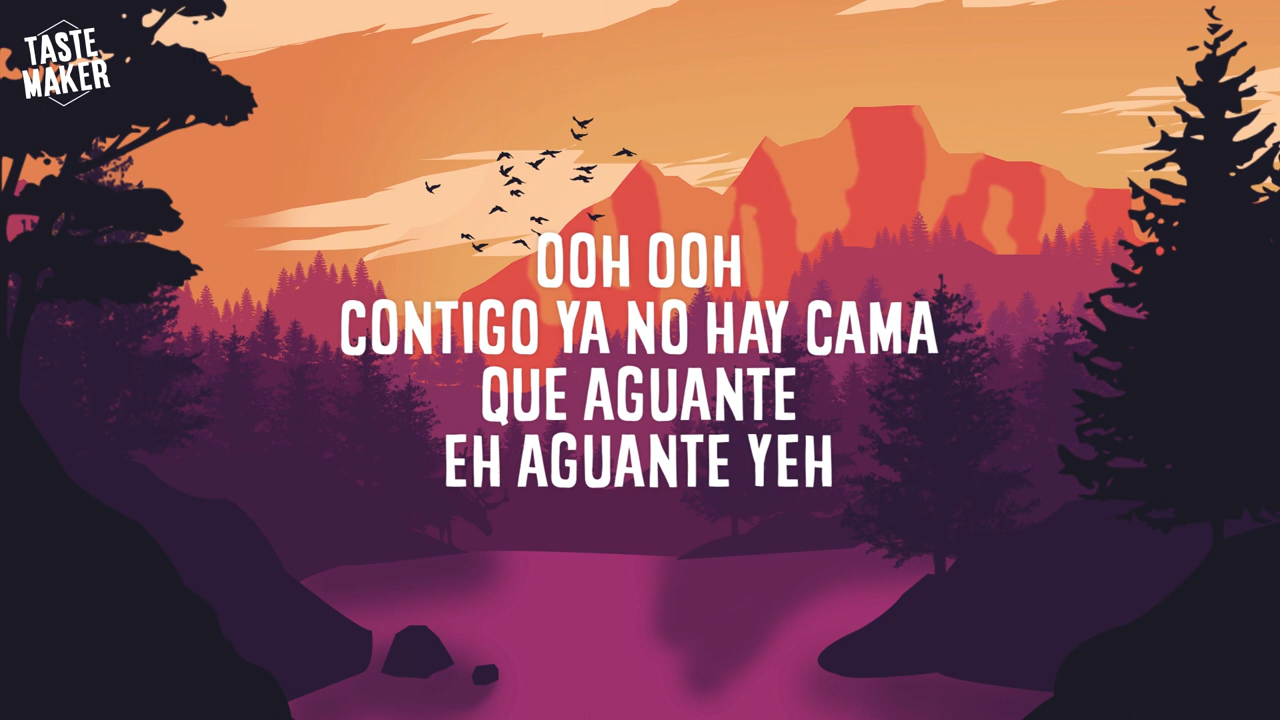 TASTE
MAKER
OOH OOH
CONTIGO YA NO HAY CAMA
QUE AGUANTE
EH AGUANTE YEH